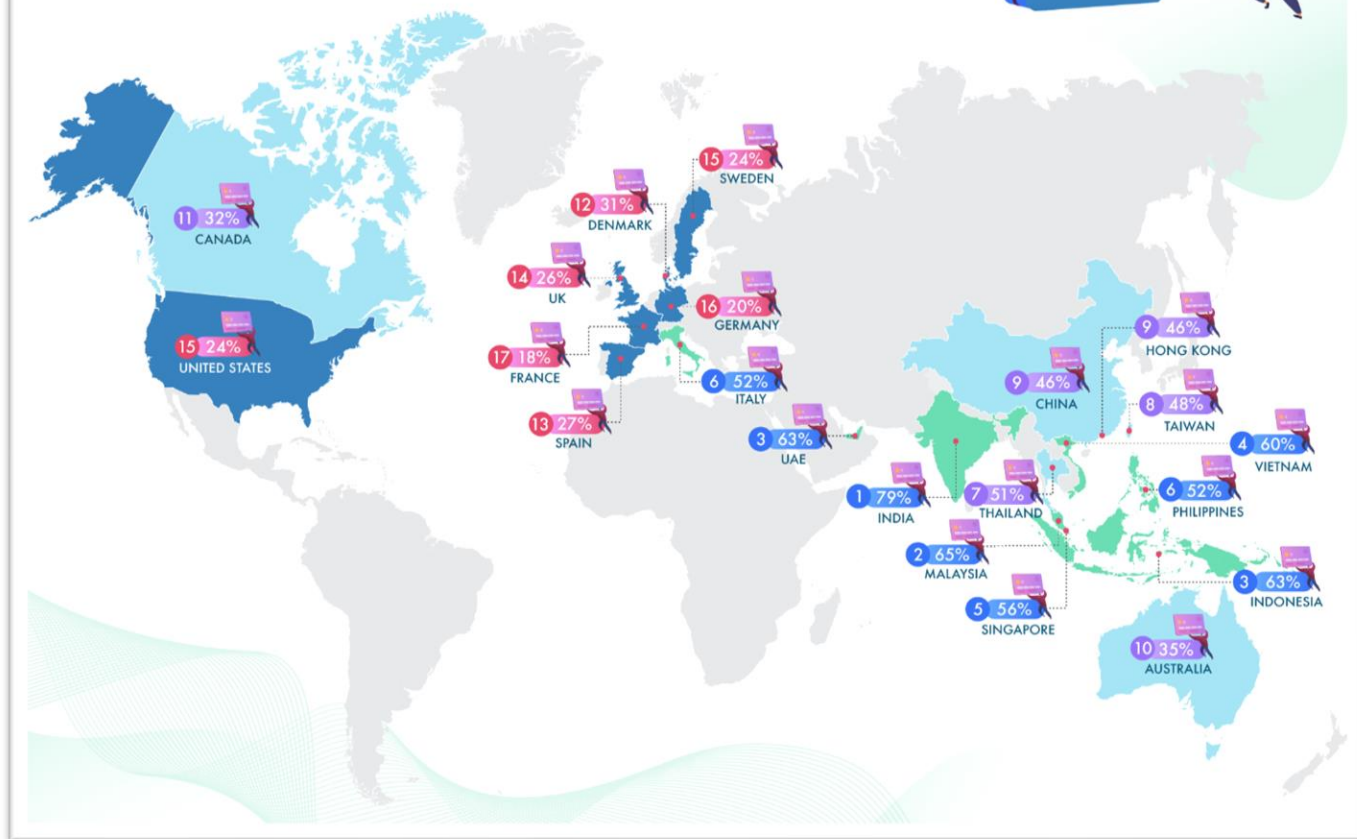 15 24%
SWEDEN
12 31%
DENMARK
11 32%
CANADA
14 26%
UK
16 20%
GERMANY
9 46%
HONG KONG
15 24%
UNITED STATES
17 18%
FRANCE
6 52%
ITALY
9 46%
CHINA
8 48%
TAIWAN
13 27%
SPAIN
3 63%
UAE
4 60%
VIETNAM
1 79%
INDIA
7 51%
THAILAND
6 52%
PHILIPPINES
2 65%
MALAYSIA
3 63%
INDONESIA
5 56%
SINGAPORE
10 35%
AUSTRALIA